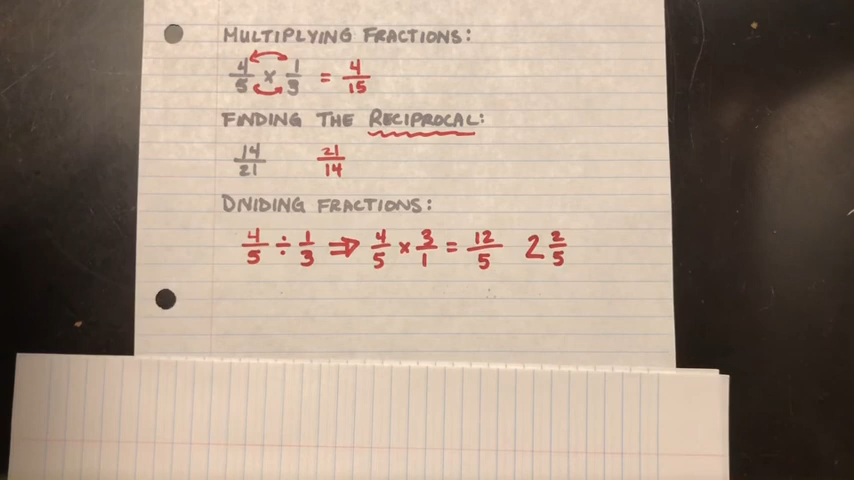 MULTIPLYING FRACTIONS:
4/5 × 1/3 = 4/15
FINDING THE RECIPROCAL:
14/21 21/14
DIVIDING FRACTIONS:
4/5 ÷ 1/3 ⇒ 4/5 × 3/1 = 12/5 2 2/5